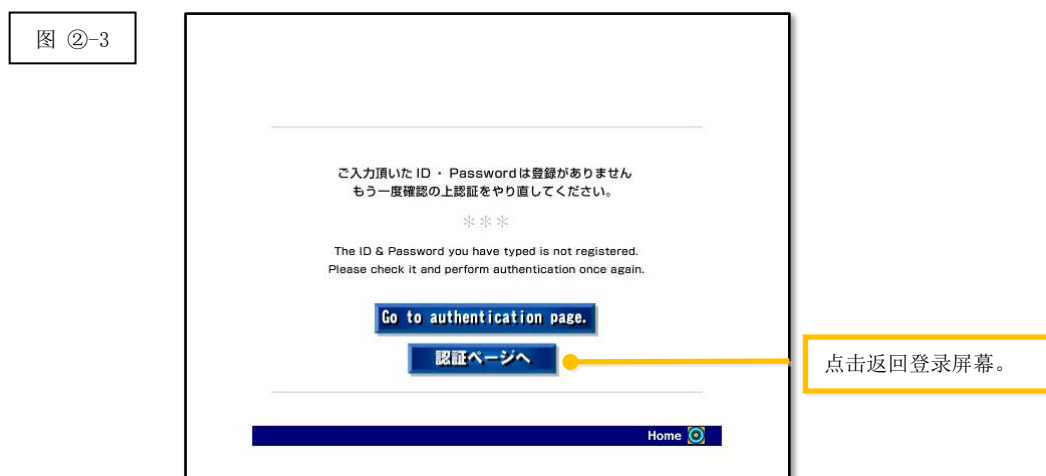 图 ②-3
ご入力頂いた ID ・ Passwordは登録がありません
もう一度確認の上認証をやり直してください。
＊＊＊
The ID & Password you have typed is not registered.
Please check it and perform authentication once again.
Go to authentication page.
認証ページへ
点击返回登录屏幕。
Home